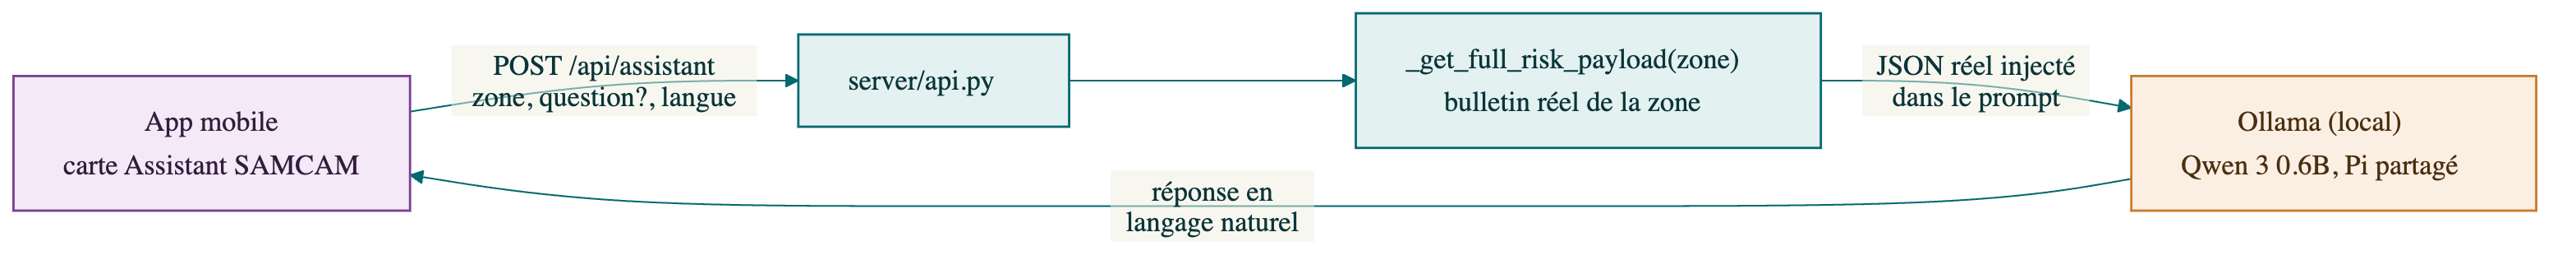 App mobile
carte Assistant SAMCAM
POST /api/assistant
zone, question?, langue
server/api.py
_get_full_risk_payload(zone)
bulletin réel de la zone
JSON réel injecté
dans le prompt
Ollama (local)
Qwen 3 0.6B, Pi partagé
réponse en
langage naturel